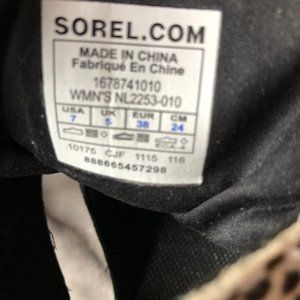 SOREL.COM
MADE IN CHINA
Fabriqué En Chine
1678741010
WMN'S NL2253-010
USA UK EUR CM
7 5 38 24
ECA
10175 CJF 1115 116
888665457298